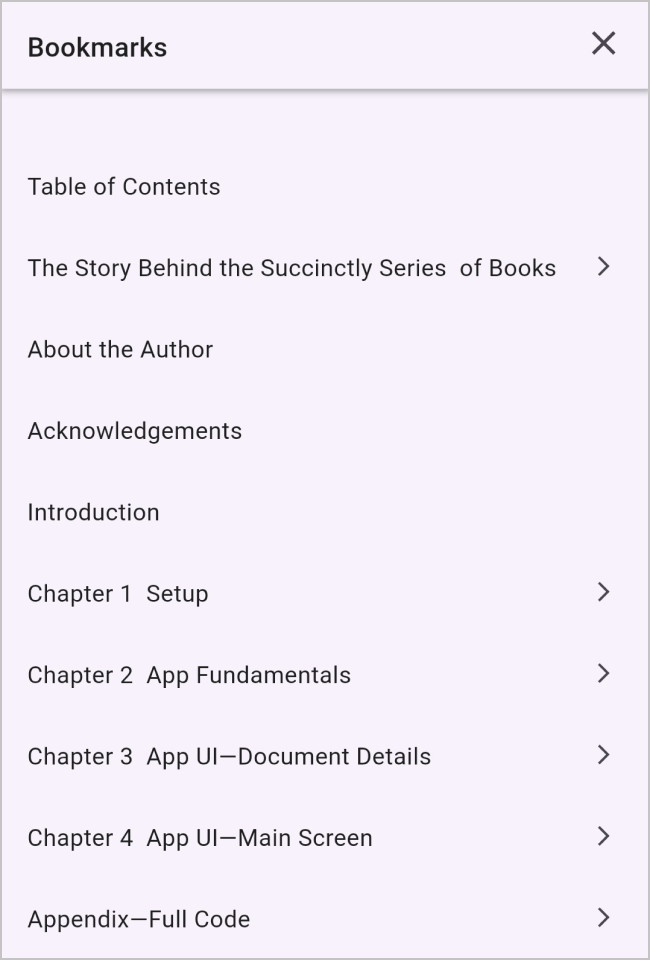 Bookmarks
Table of Contents
The Story Behind the Succinctly Series  of Books
About the Author
Acknowledgements
Introduction
Chapter 1  Setup
Chapter 2  App Fundamentals
Chapter 3  App UI—Document Details
Chapter 4  App UI—Main Screen
Appendix—Full Code